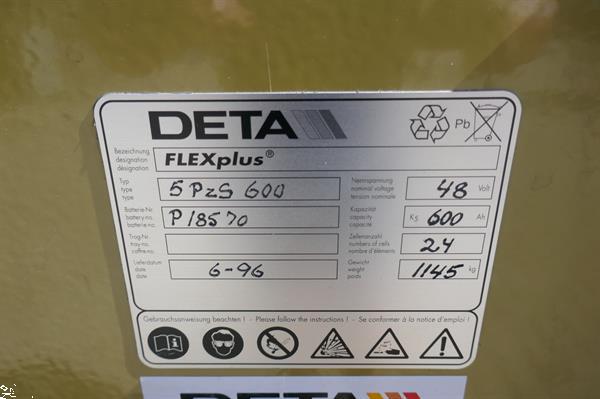 DETA
Pb
Bezeichnung
designation
désignation
FLEXplus®
Typ
type
type
5 PzS 600
Nennspannung
nominal voltage
tension nominale
48 Volt
Batterie-Nr.
battery-no.
batterie-no.
P18570
Kapazität
capacity
capacité
K5 600 Ah
Trog-Nr.
tray-no.
coffre-no.
Zellenanzahl
numbers of cells
nombre d'éléments
24
Lieferdatum
date
date
6-96
Gewicht
weight
poids
1145 kg
Gebrauchsanweisung beachten ! - Please follow the instructions ! - Se conformer à la notice d'emploi !
DETA